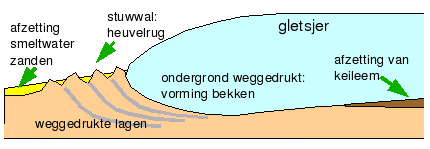 afzetting
smeltwater
zanden
stuwwal:
heuvelrug
gletsjer
ondergrond weggedrukt:
vorming bekken
afzetting van
keileem
weggedrukte lagen